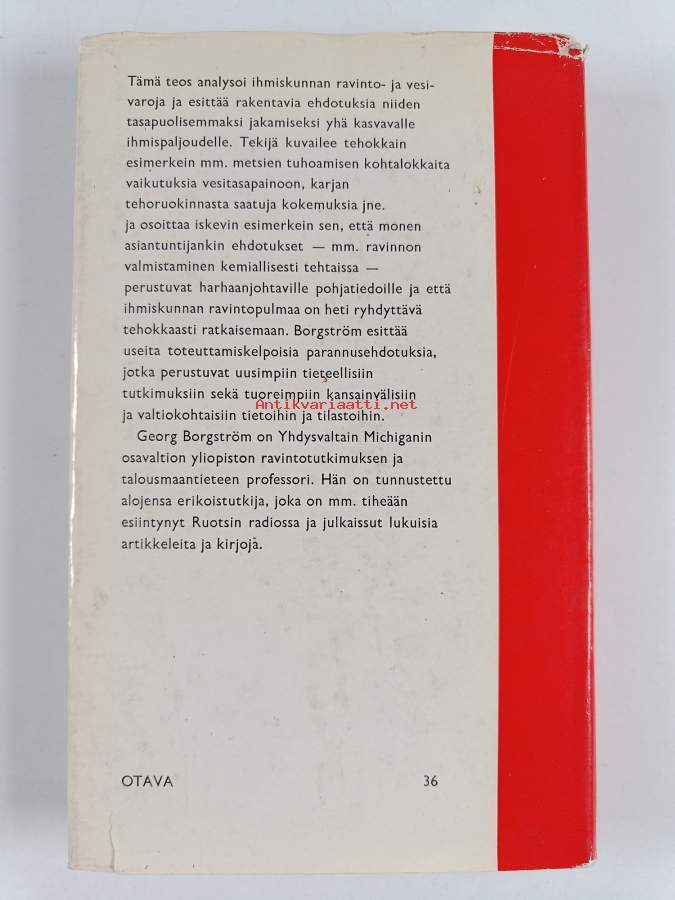 Tämä teos analysoi ihmiskunnan ravinto- ja vesi-
varoja ja esittää rakentavia ehdotuksia niiden
tasapuolisemmaksi jakamiseksi yhä kasvavalle
ihmispaljoudelle. Tekijä kuvailee tehokkain
esimerkein mm. metsien tuhoamisen kohtalokkaita
vaikutuksia vesitasapainoon, karjan
tehoruokinnasta saatuja kokemuksia jne.
ja osoittaa iskevin esimerkein sen, että monen
asiantuntijankin ehdotukset — mm. ravinnon
valmistaminen kemiallisesti tehtaissa —
perustuvat harhaanjohtaville pohjatiedoille ja että
ihmiskunnan ravintopulmaa on heti ryhdyttävä
tehokkaasti ratkaisemaan. Borgström esittää
useita toteuttamiskelpoisia parannusehdotuksia,
jotka perustuvat uusimpiin tieteellisiin
tutkimuksiin sekä tuoreimpiin kansainvälisiin
Antikvariaatti.net
ja valtiokohtaisiin tietoihin ja tilastoihin.
Georg Borgström on Yhdysvaltain Michiganin
osavaltion yliopiston ravintotutkimuksen ja
talousmaantieteen professori. Hän on tunnustettu
alojensa erikoistutkija, joka on mm. tiheään
esiintynyt Ruotsin radiossa ja julkaissut lukuisia
artikkeleita ja kirjoja.
OTAVA 36